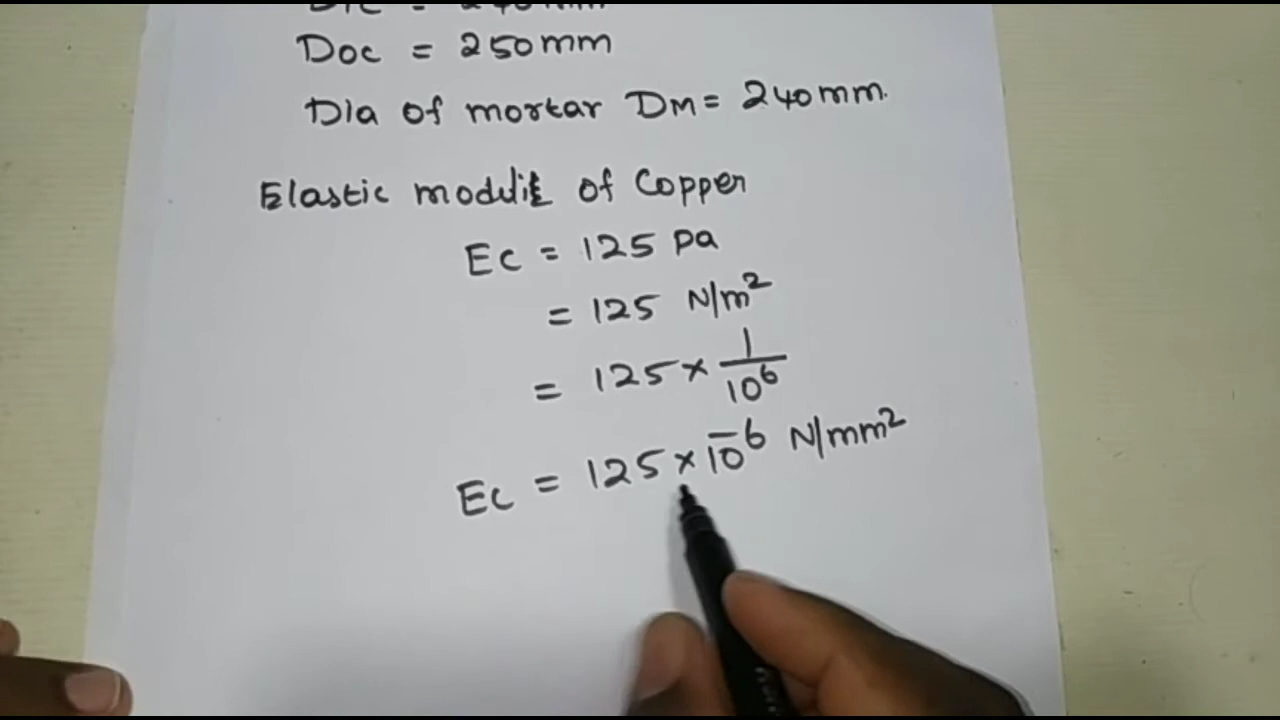 Doc = 250mm
Dia of mortar DM = 240mm.
Elastic moduli of Copper
Ec = 125 Pa
= 125 N/m²
= 125 × 1/10⁶
Ec = 125 × 10⁻⁶ N/mm²